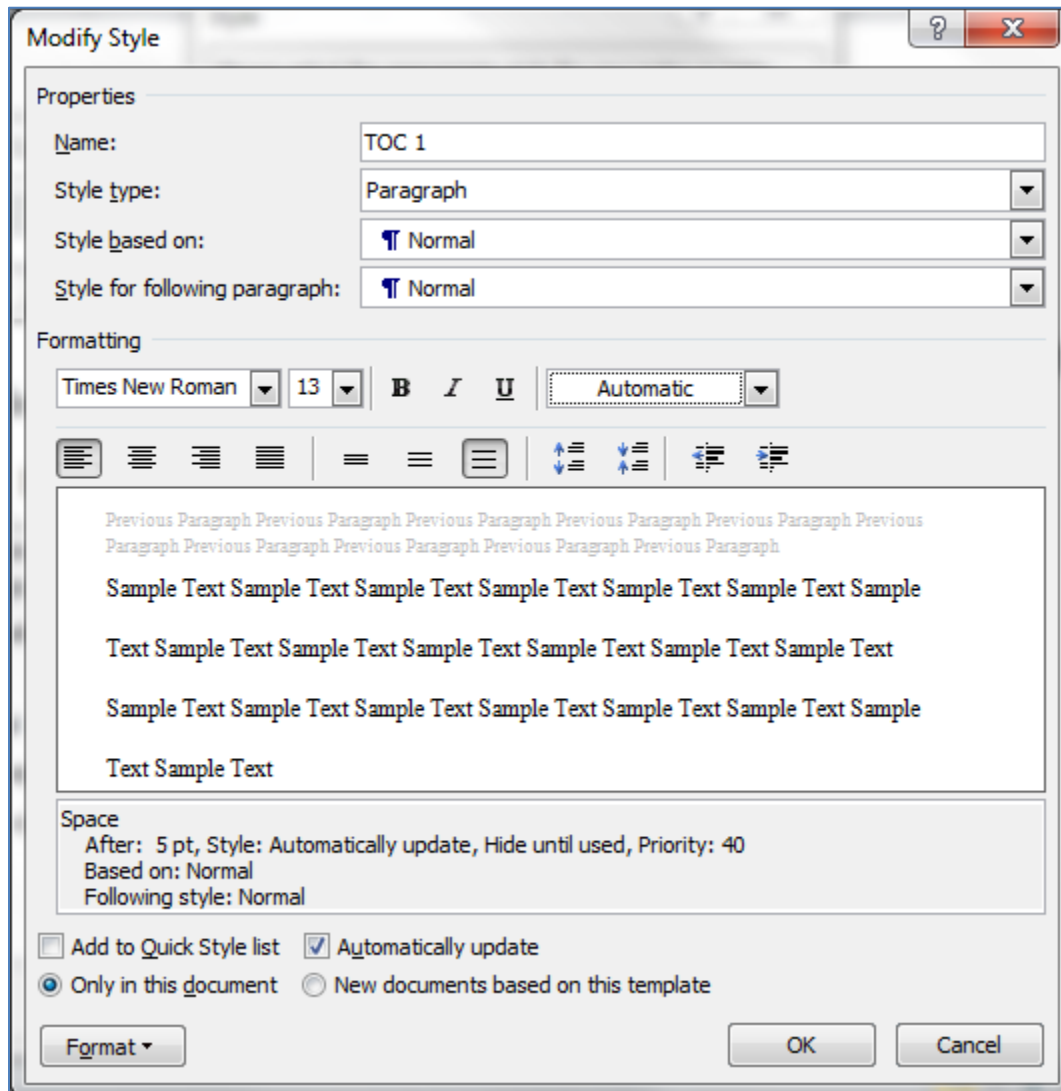 Modify Style
Properties
Name: TOC 1
Style type: Paragraph
Style based on: ¶ Normal
Style for following paragraph: ¶ Normal
Formatting
Times New Roman 13 B I U Automatic
Previous Paragraph Previous Paragraph Previous Paragraph Previous Paragraph Previous Paragraph Previous
Paragraph Previous Paragraph Previous Paragraph Previous Paragraph Previous Paragraph
Sample Text Sample Text Sample Text Sample Text Sample Text Sample Text Sample
Text Sample Text Sample Text Sample Text Sample Text Sample Text Sample Text
Sample Text Sample Text Sample Text Sample Text Sample Text Sample Text Sample
Text Sample Text
Space
After: 5 pt, Style: Automatically update, Hide until used, Priority: 40
Based on: Normal
Following style: Normal
Add to Quick Style list Automatically update
Only in this document New documents based on this template
Format OK Cancel